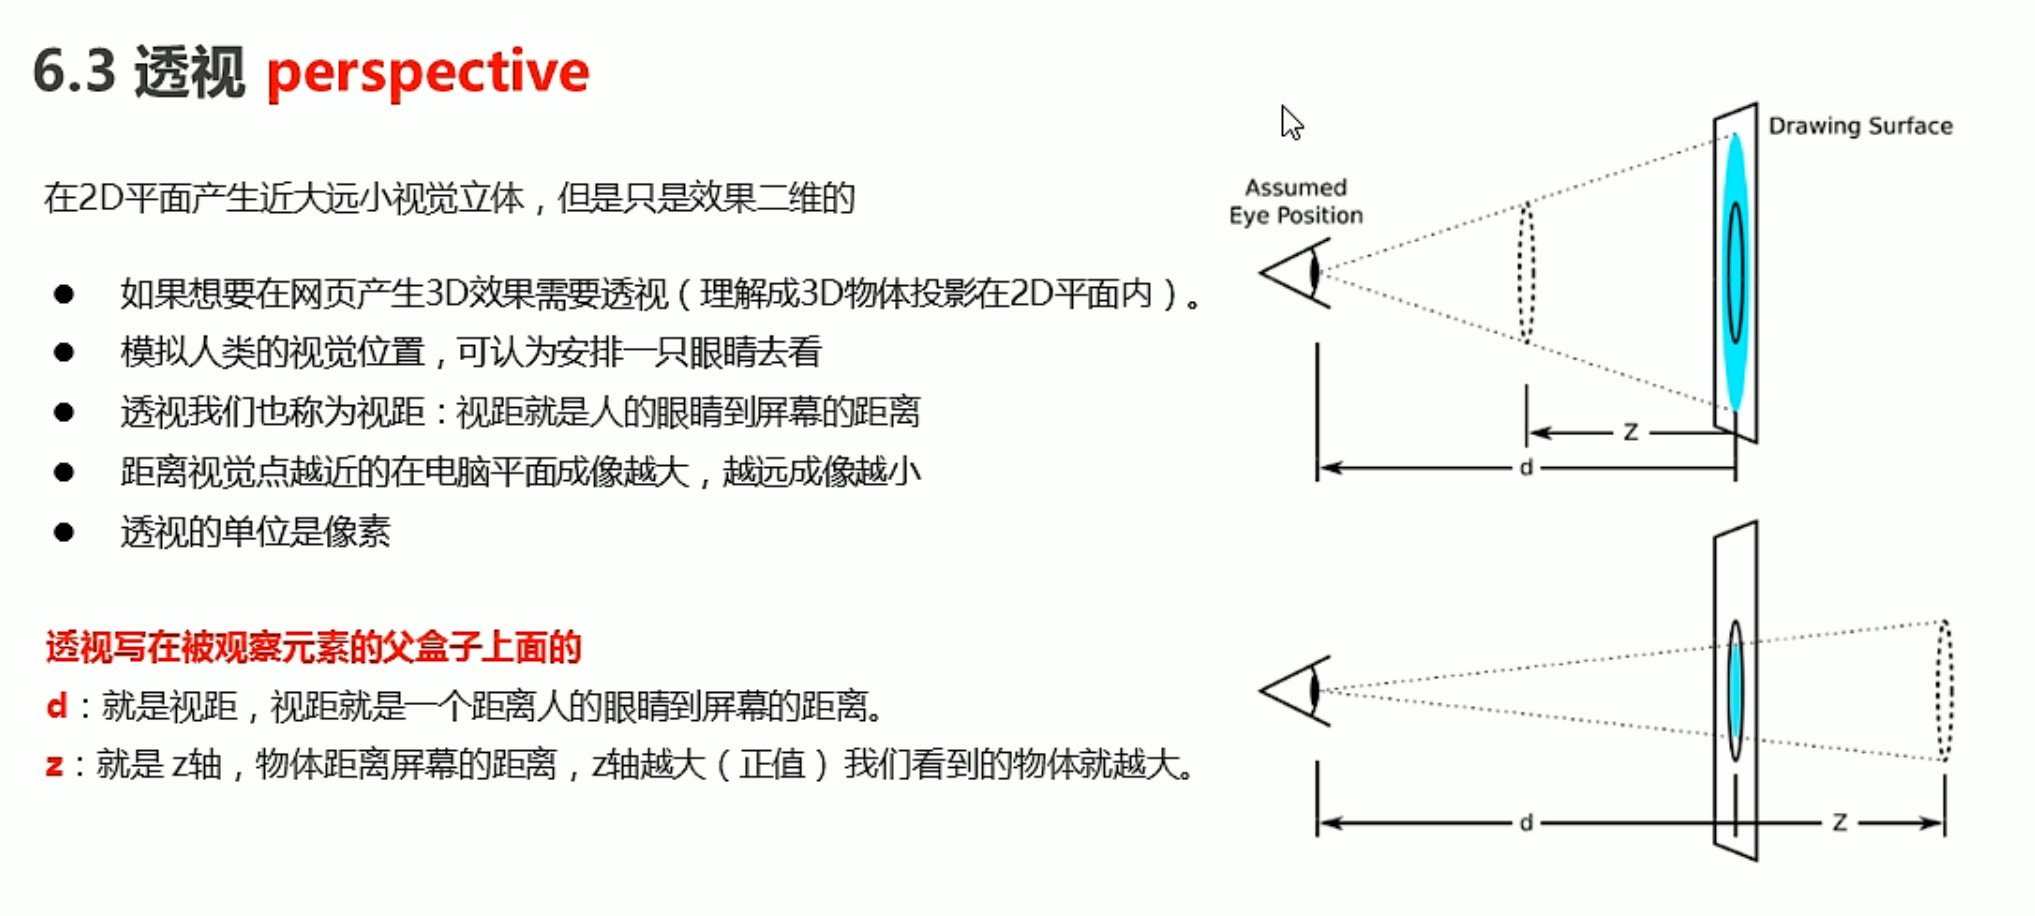 6.3 透视 perspective
在2D平面产生近大远小视觉立体，但是只是效果二维的
● 如果想要在网页产生3D效果需要透视（理解成3D物体投影在2D平面内）。
● 模拟人类的视觉位置，可认为安排一只眼睛去看
● 透视我们也称为视距：视距就是人的眼睛到屏幕的距离
● 距离视觉点越近的在电脑平面成像越大，越远成像越小
● 透视的单位是像素
透视写在被观察元素的父盒子上面的
d：就是视距，视距就是一个距离人的眼睛到屏幕的距离。
z：就是 z轴，物体距离屏幕的距离，z轴越大（正值）我们看到的物体就越大。
Drawing Surface
Assumed
Eye Position
Z
d
d
Z